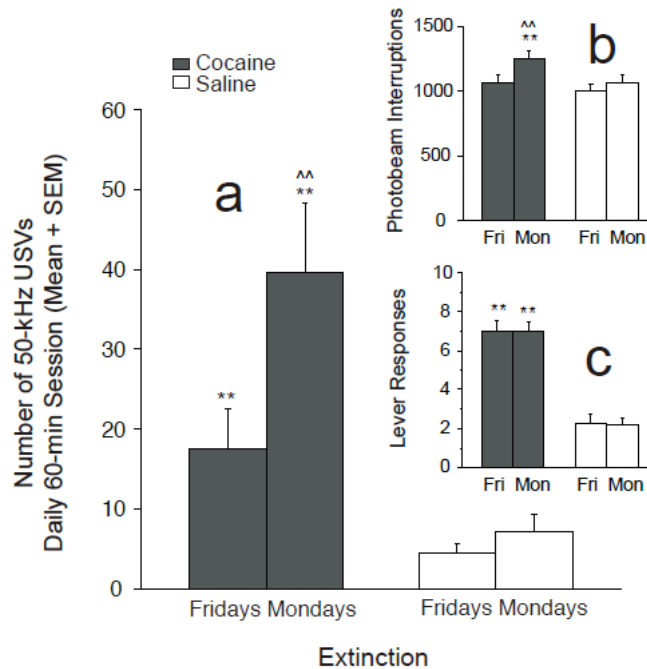 Cocaine
Saline
Number of 50-kHz USVs
Daily 60-min Session (Mean + SEM)
60
50
40
30
20
10
0
a
**
^^
**
Fridays Mondays
Fridays Mondays
Extinction
Photobeam Interruptions
1500
1000
500
0
b
^^
**
Fri Mon
Fri Mon
Lever Responses
10
8
6
4
2
0
c
** **
Fri Mon
Fri Mon